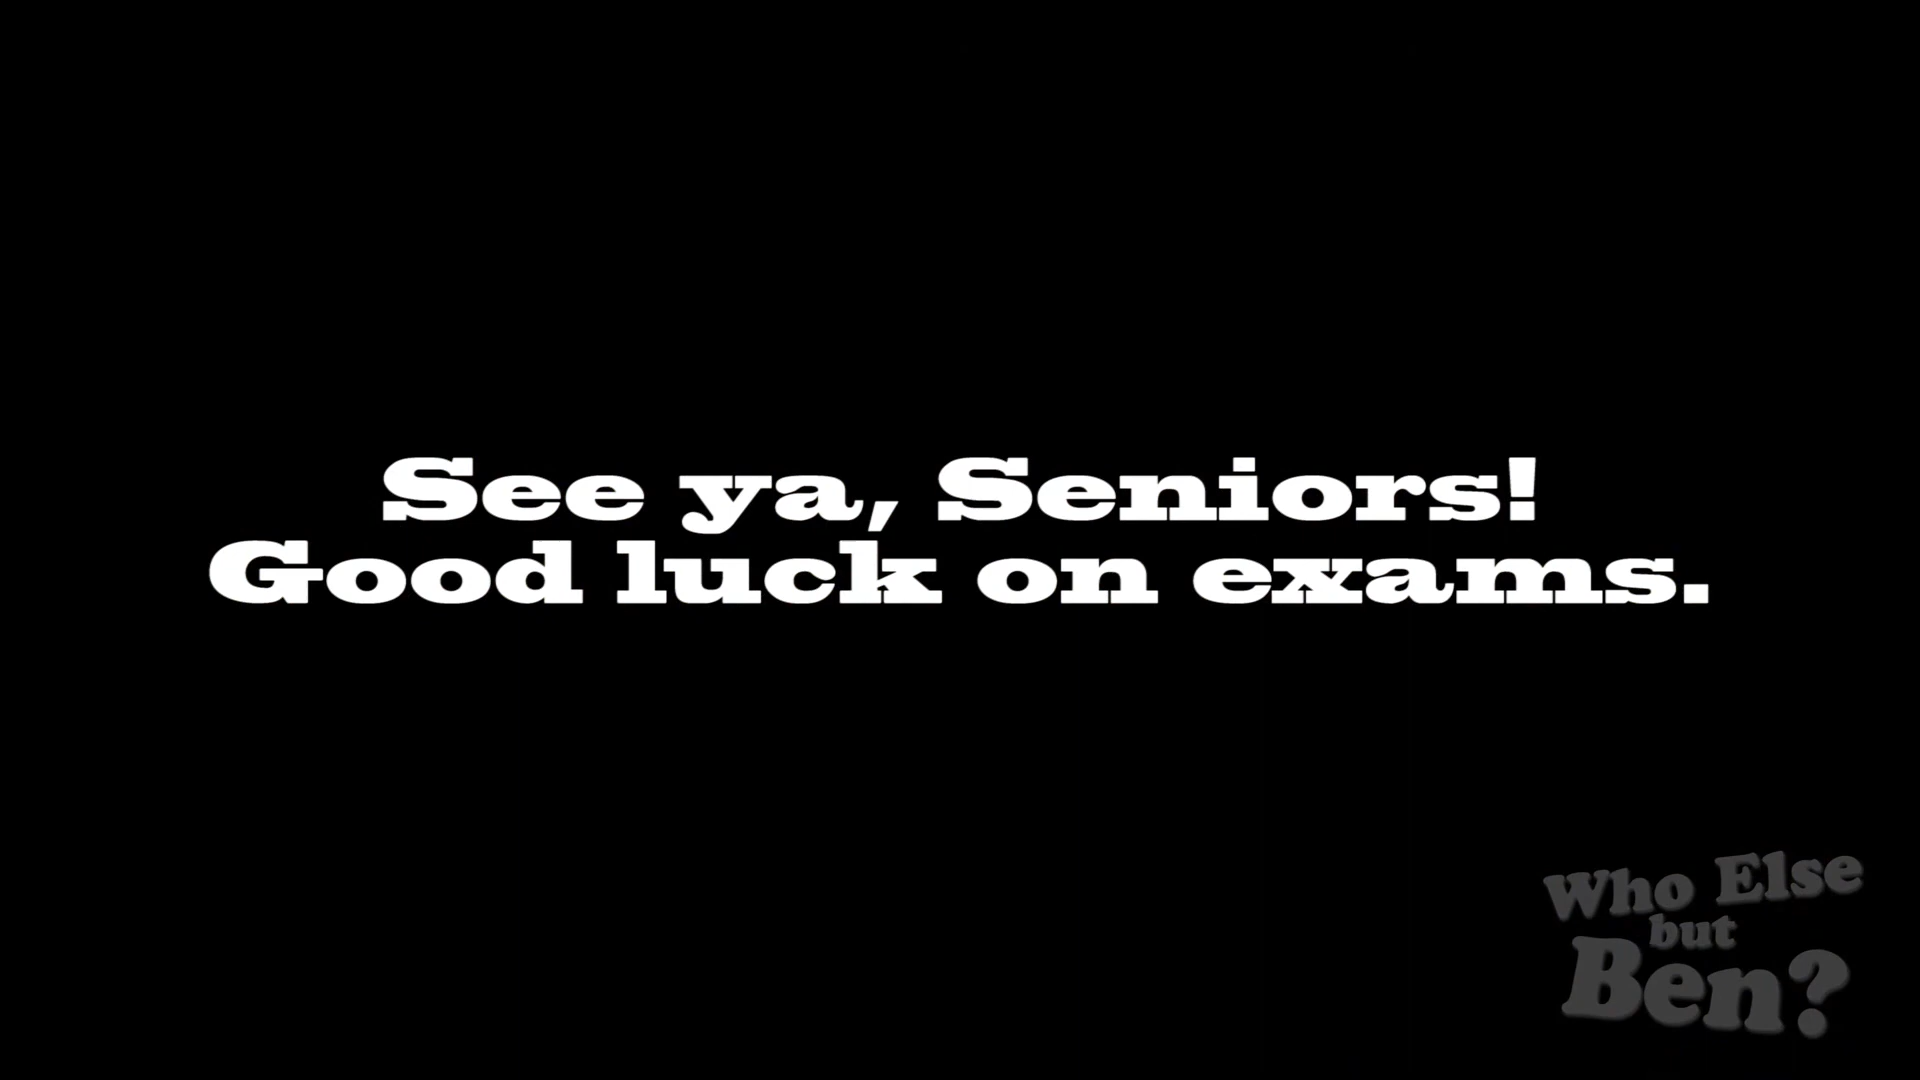 See ya, Seniors!
Good luck on exams.
Who Else
but
Ben?